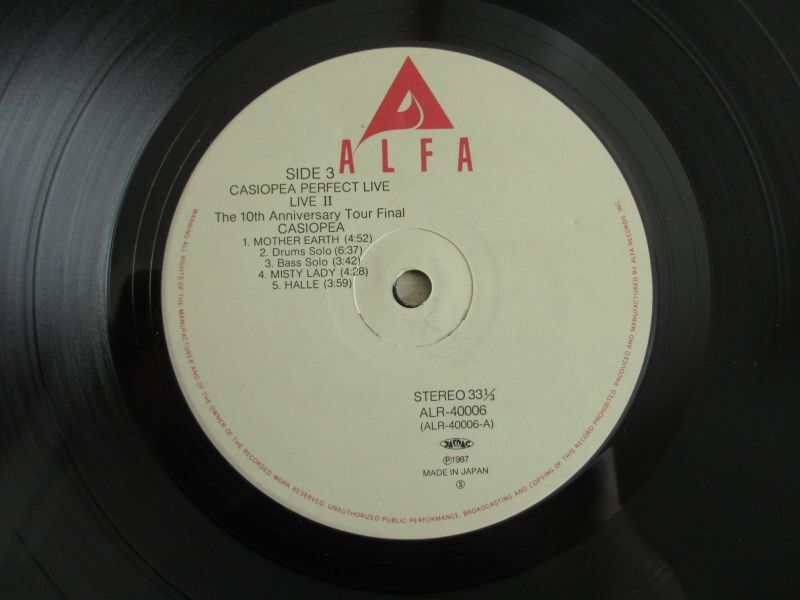 ALFA
SIDE 3
CASIOPEA PERFECT LIVE
LIVE II
The 10th Anniversary Tour Final
CASIOPEA
1. MOTHER EARTH (4:52)
2. Drums Solo (6:37)
3. Bass Solo (3:42)
4. MISTY LADY (4:28)
5. HALLE (3:59)
STEREO 33⅓
ALR-40006
(ALR-40006-A)
JASRAC
Ⓟ1987
MADE IN JAPAN
⑤
WARNING: ALL RIGHTS OF THE MANUFACTURER AND OF THE OWNER OF THE RECORDED WORK RESERVED. UNAUTHORIZED PUBLIC PERFORMANCE, BROADCASTING AND COPYING OF THIS RECORD PROHIBITED. PRODUCED AND MANUFACTURED BY ALFA RECORDS, INC.